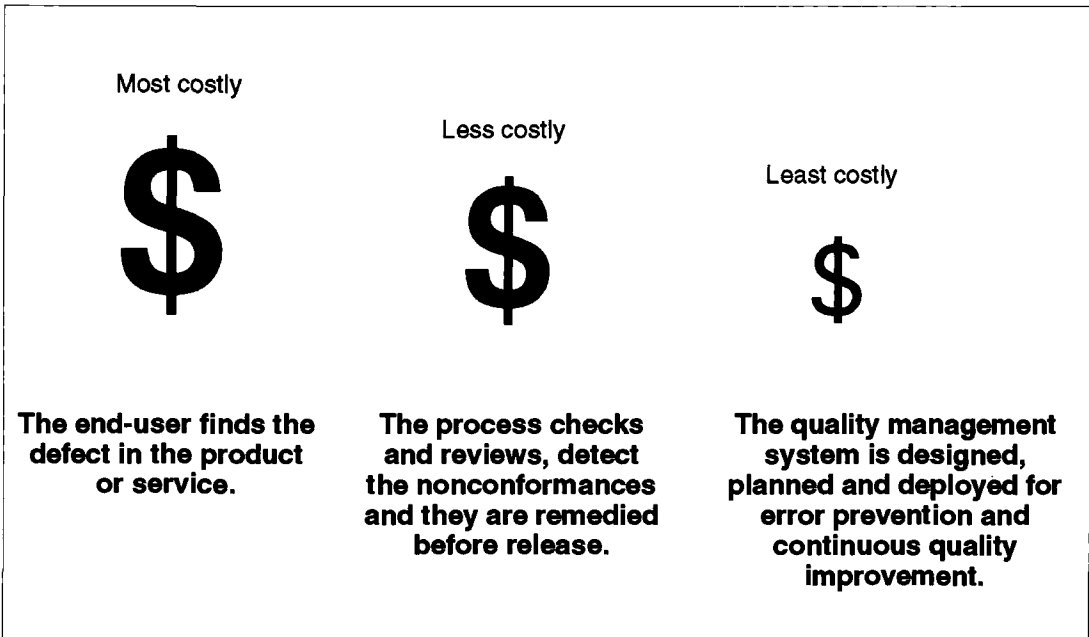 Most costly
$
The end-user finds the
defect in the product
or service.
Less costly
$
The process checks
and reviews, detect
the nonconformances
and they are remedied
before release.
Least costly
$
The quality management
system is designed,
planned and deployed for
error prevention and
continuous quality
improvement.